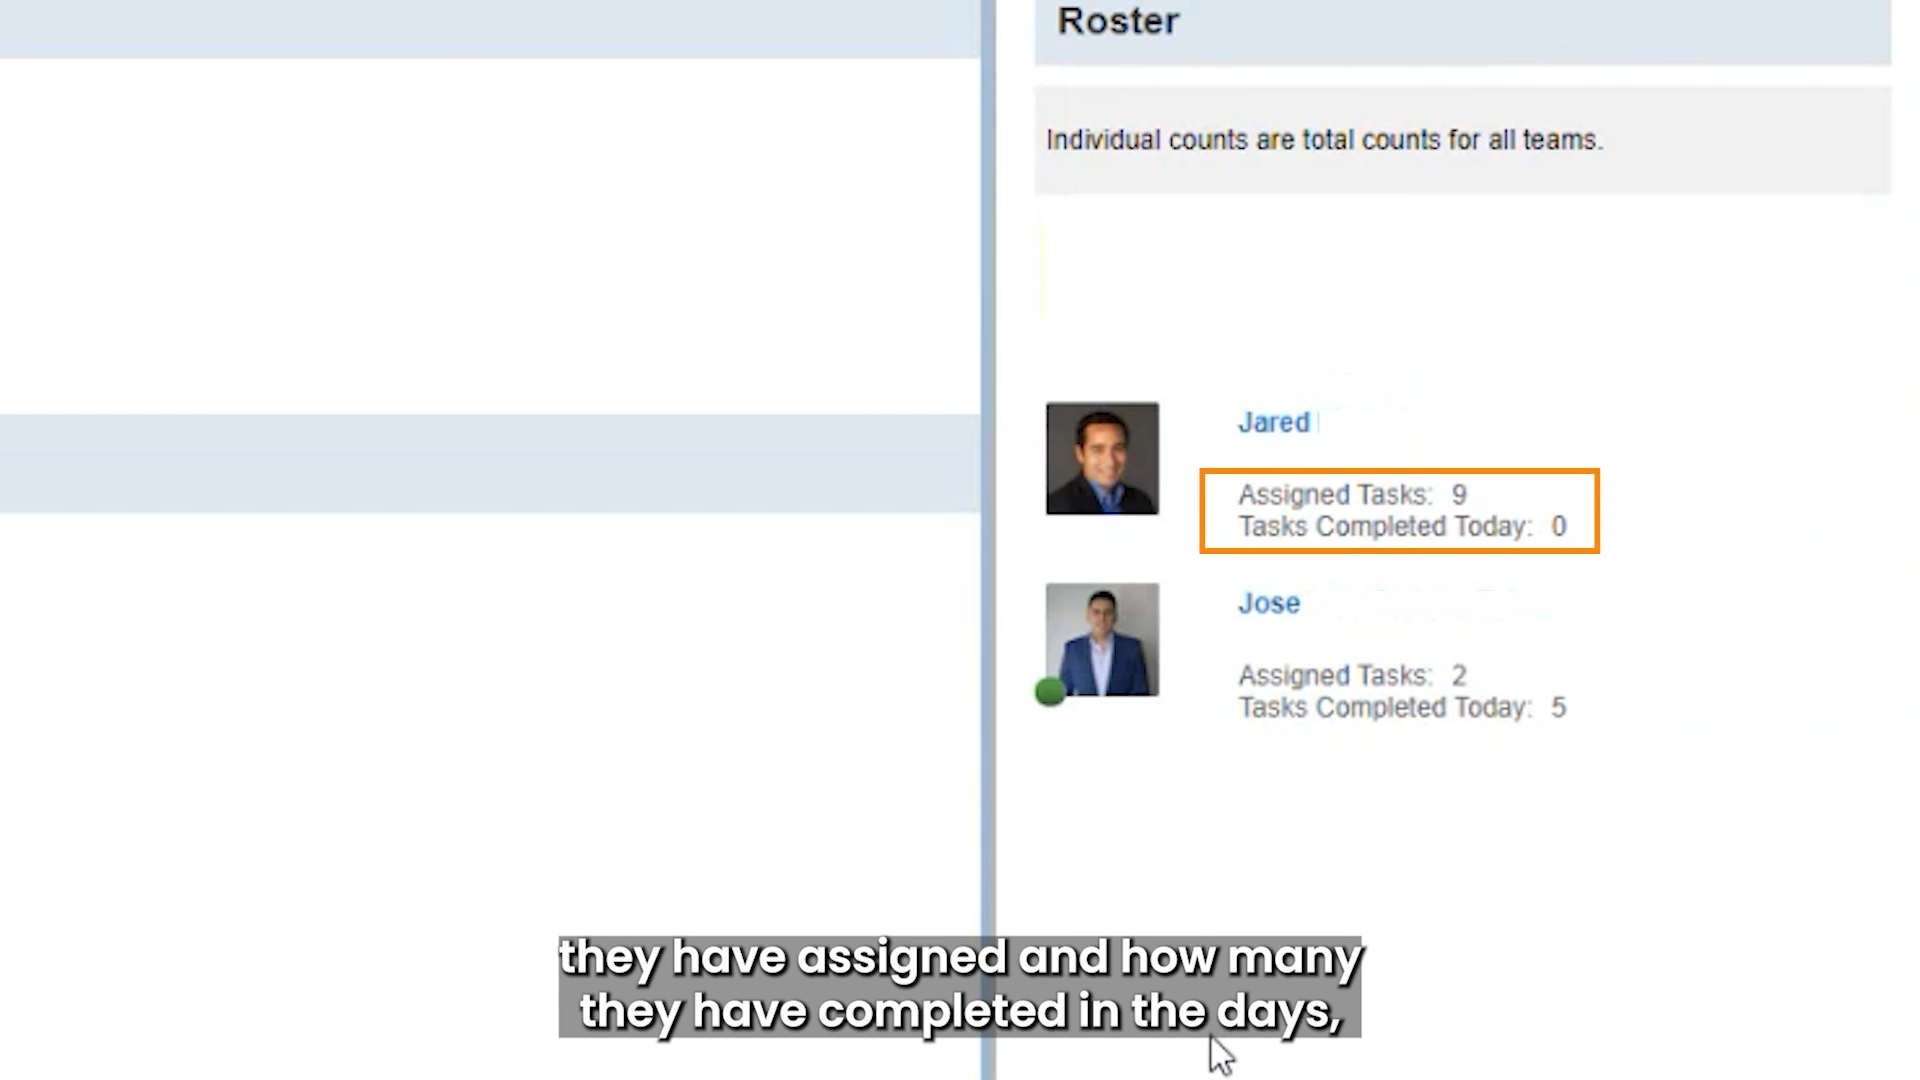 Roster
Individual counts are total counts for all teams.
Jared
Assigned Tasks: 9
Tasks Completed Today: 0
Jose
Assigned Tasks: 2
Tasks Completed Today: 5
they have assigned and how many
they have completed in the days,